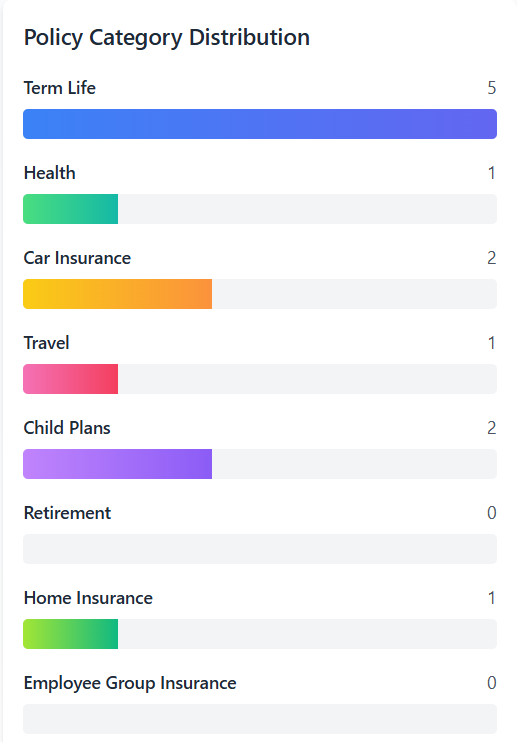 Policy Category Distribution
Term Life 5
Health 1
Car Insurance 2
Travel 1
Child Plans 2
Retirement 0
Home Insurance 1
Employee Group Insurance 0